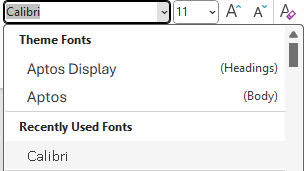 Calibri 11 A A A
Theme Fonts
Aptos Display (Headings)
Aptos (Body)
Recently Used Fonts
Calibri